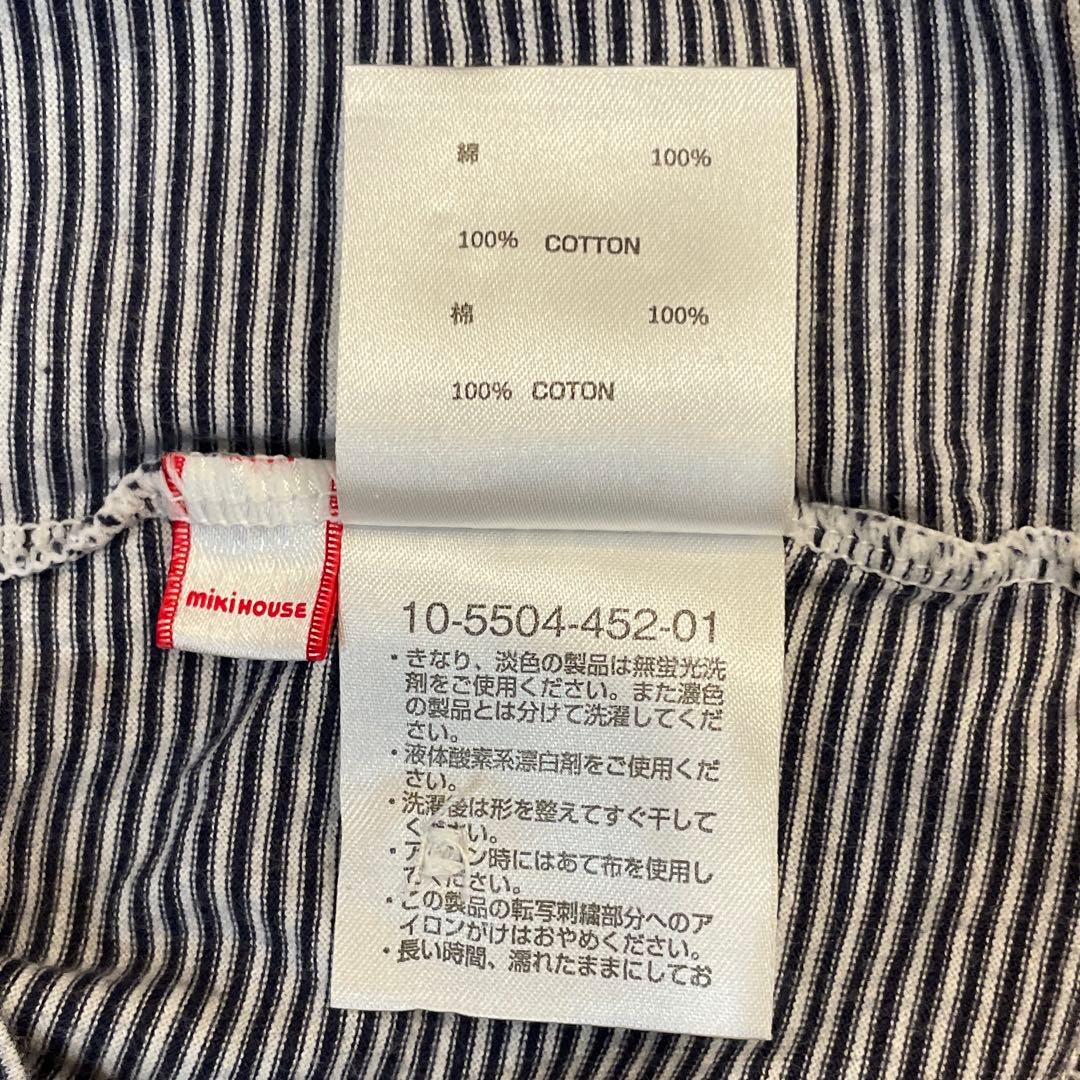 綿 100%
100% COTTON
棉 100%
100% COTON
mikiHOUSE
10-5504-452-01
・きなり、淡色の製品は無蛍光洗
剤をご使用ください。また濃色
の製品とは分けて洗濯してくだ
さい。
・液体酸素系漂白剤をご使用くだ
さい。
・洗濯後は形を整えてすぐ干して
ください。
・アイロン時にはあて布を使用し
てください。
・この製品の転写刺繍部分へのア
イロンがけはおやめください。
・長い時間、濡れたままにしてお